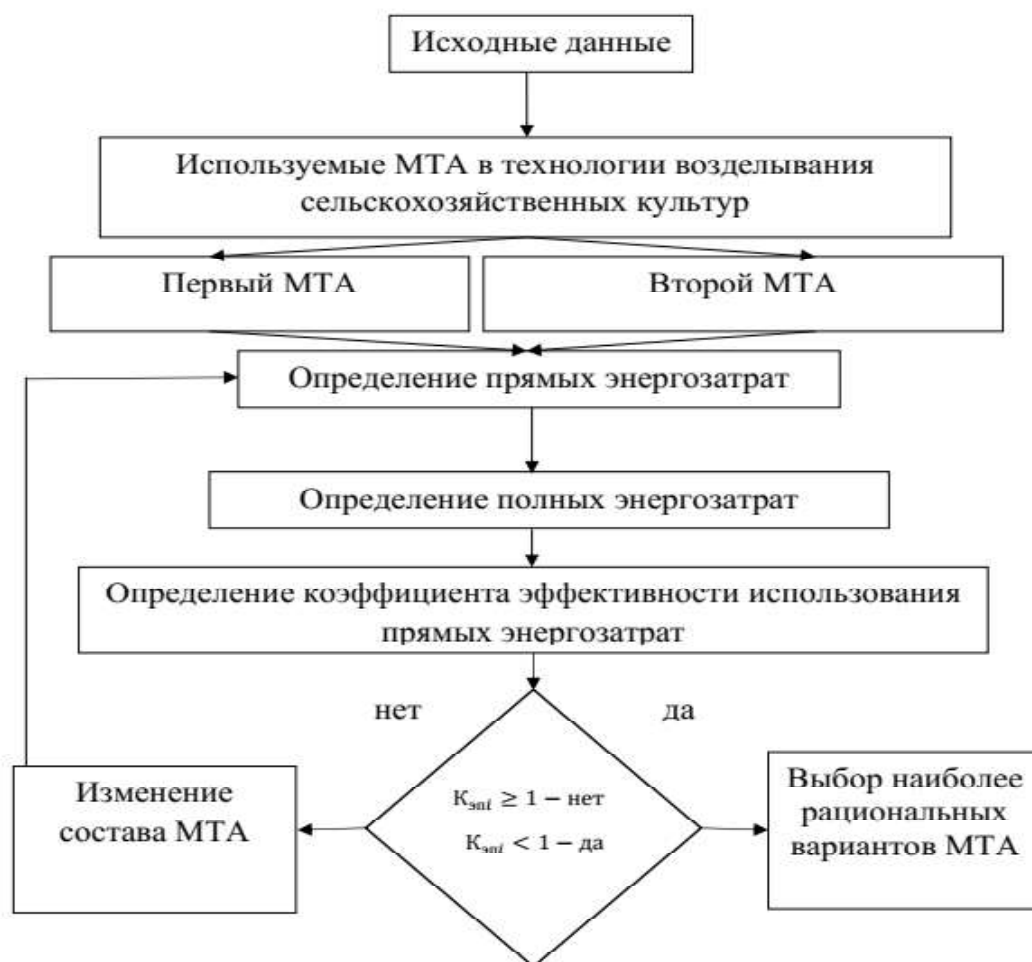 Исходные данные
Используемые МТА в технологии возделывания
сельскохозяйственных культур
Первый МТА
Второй МТА
Определение прямых энергозатрат
Определение полных энергозатрат
Определение коэффициента эффективности использования
прямых энергозатрат
нет
да
Изменение
состава МТА
Kэпi ≥ 1 – нет
Kэпi < 1 – да
Выбор наиболее
рациональных
вариантов МТА